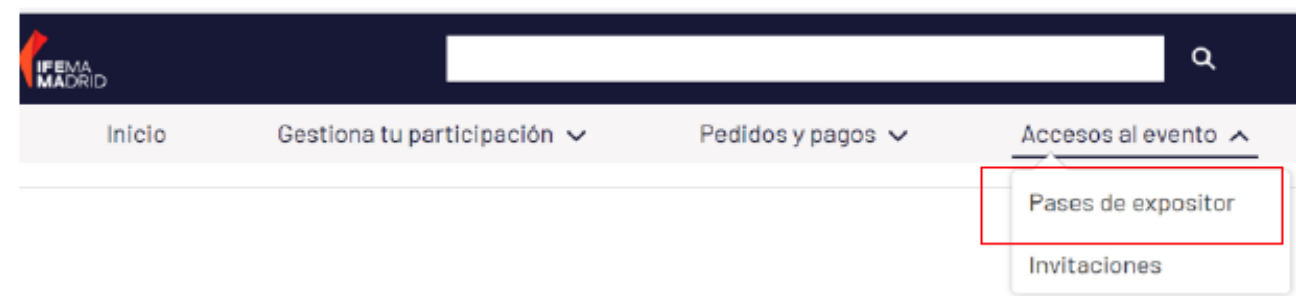 IFEMA
MADRID
Inicio
Gestiona tu participación
Pedidos y pagos
Accesos al evento
Pases de expositor
Invitaciones